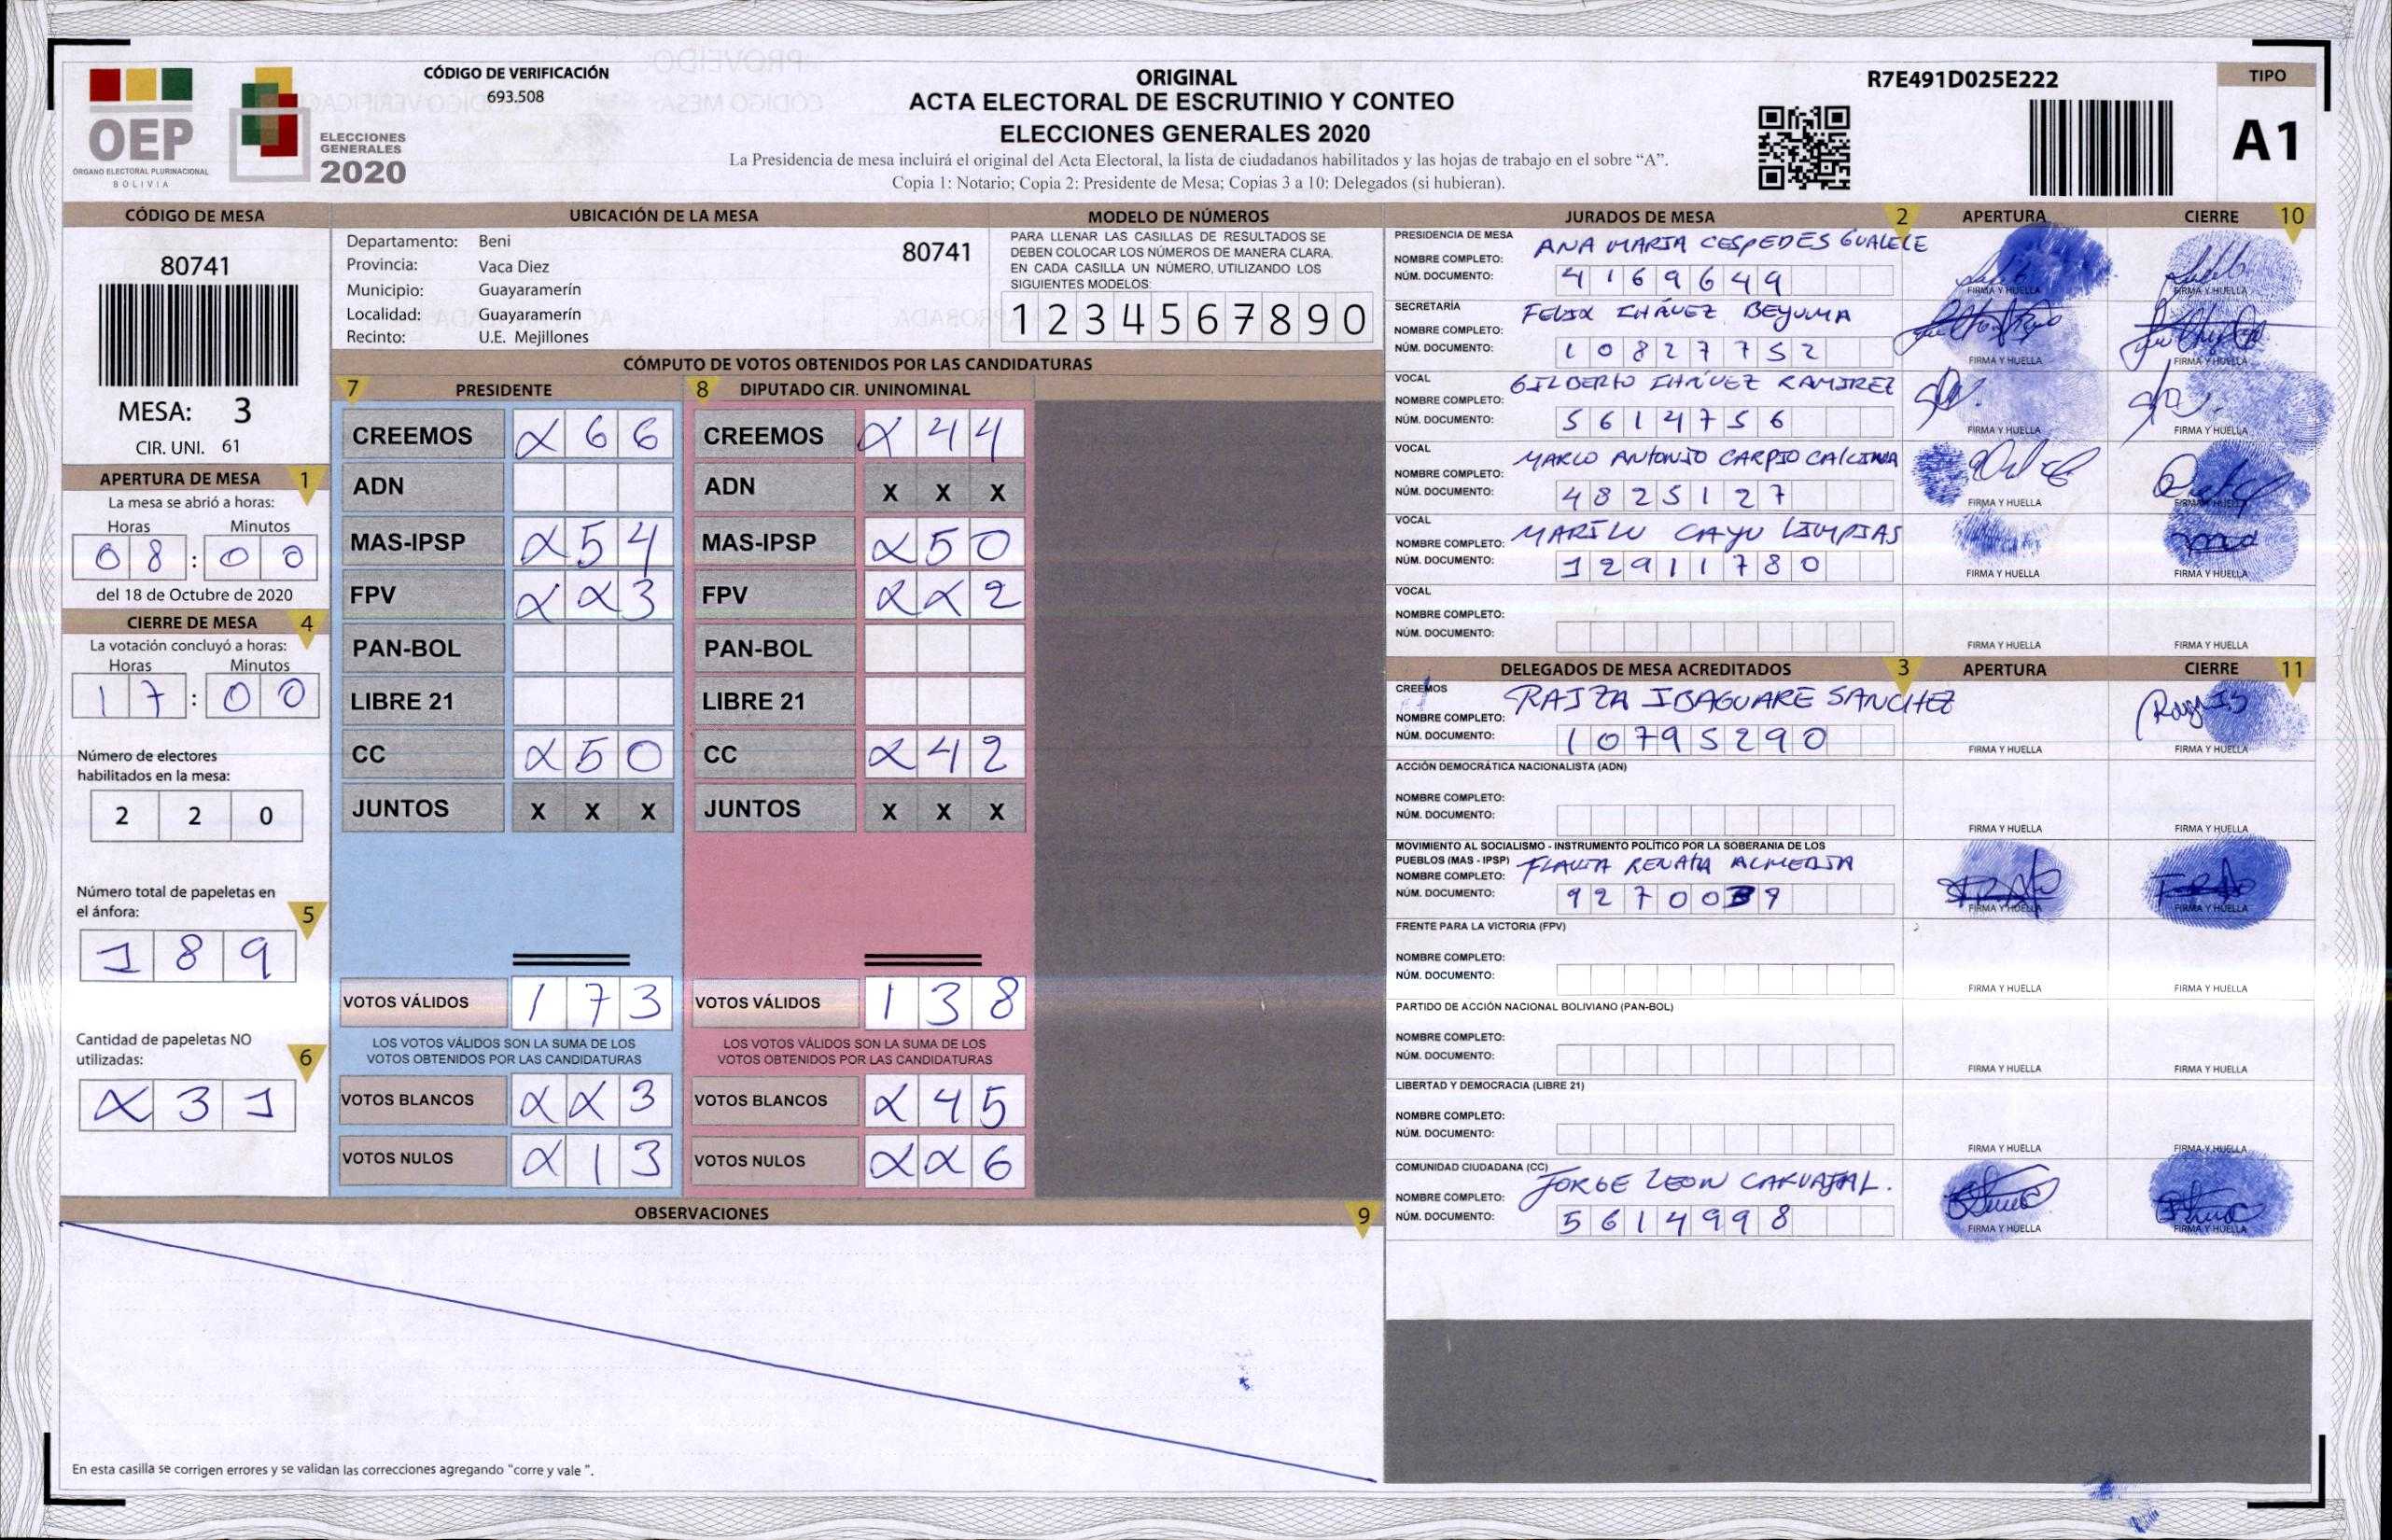 CÓDIGO DE VERIFICACIÓN
693.508
OEP
ÓRGANO ELECTORAL PLURINACIONAL
BOLIVIA
ELECCIONES
GENERALES
2020
ORIGINAL
ACTA ELECTORAL DE ESCRUTINIO Y CONTEO
ELECCIONES GENERALES 2020
La Presidencia de mesa incluirá el original del Acta Electoral, la lista de ciudadanos habilitados y las hojas de trabajo en el sobre “A”.
Copia 1: Notario; Copia 2: Presidente de Mesa; Copias 3 a 10: Delegados (si hubieran).
R7E491D025E222
TIPO
A1
CÓDIGO DE MESA
80741
MESA: 3
CIR. UNI. 61
APERTURA DE MESA 1
La mesa se abrió a horas:
Horas Minutos
08:00
del 18 de Octubre de 2020
CIERRE DE MESA 4
La votación concluyó a horas:
Horas Minutos
17:00
Número de electores
habilitados en la mesa:
2 2 0
Número total de papeletas en
el ánfora: 5
1 8 9
Cantidad de papeletas NO
utilizadas: 6
X 3 1
UBICACIÓN DE LA MESA
Departamento: Beni
80741
Provincia: Vaca Diez
Municipio: Guayaramerín
Localidad: Guayaramerín
Recinto: U.E. Mejillones
MODELO DE NÚMEROS
PARA LLENAR LAS CASILLAS DE RESULTADOS SE
DEBEN COLOCAR LOS NÚMEROS DE MANERA CLARA.
EN CADA CASILLA UN NÚMERO, UTILIZANDO LOS
SIGUIENTES MODELOS:
1 2 3 4 5 6 7 8 9 0
CÓMPUTO DE VOTOS OBTENIDOS POR LAS CANDIDATURAS
7 PRESIDENTE
CREEMOS X 6 6
ADN
MAS-IPSP X 5 4
FPV X X 3
PAN-BOL
LIBRE 21
CC X 5 0
JUNTOS X X X
VOTOS VÁLIDOS 1 7 3
LOS VOTOS VÁLIDOS SON LA SUMA DE LOS
VOTOS OBTENIDOS POR LAS CANDIDATURAS
VOTOS BLANCOS X X 3
VOTOS NULOS X 1 3
8 DIPUTADO CIR. UNINOMINAL
CREEMOS X 4 4
ADN X X X
MAS-IPSP X 5 0
FPV X X 2
PAN-BOL
LIBRE 21
CC X 4 2
JUNTOS X X X
VOTOS VÁLIDOS 1 3 8
LOS VOTOS VÁLIDOS SON LA SUMA DE LOS
VOTOS OBTENIDOS POR LAS CANDIDATURAS
VOTOS BLANCOS X 4 5
VOTOS NULOS X X 6
OBSERVACIONES 9
En esta casilla se corrigen errores y se validan las correcciones agregando “corre y vale ”.
JURADOS DE MESA 2 APERTURA CIERRE 10
PRESIDENCIA DE MESA
NOMBRE COMPLETO: ANA MARIA CESPEDES GUALELE
NÚM. DOCUMENTO: 4169649
FIRMA Y HUELLA FIRMA Y HUELLA
SECRETARÍA
NOMBRE COMPLETO: FELIX CHÁVEZ BEYUMA
NÚM. DOCUMENTO: 10827752
FIRMA Y HUELLA FIRMA Y HUELLA
VOCAL
NOMBRE COMPLETO: GILBERTO CHÁVEZ RAMIREZ
NÚM. DOCUMENTO: 5614756
FIRMA Y HUELLA FIRMA Y HUELLA
VOCAL
NOMBRE COMPLETO: MARCO ANTONIO CARPIO CALLINA
NÚM. DOCUMENTO: 4825127
FIRMA Y HUELLA FIRMA Y HUELLA
VOCAL
NOMBRE COMPLETO: MARILU CAYU LIMPIAS
NÚM. DOCUMENTO: 12911780
FIRMA Y HUELLA FIRMA Y HUELLA
VOCAL
NOMBRE COMPLETO:
NÚM. DOCUMENTO:
FIRMA Y HUELLA FIRMA Y HUELLA
DELEGADOS DE MESA ACREDITADOS 3 APERTURA CIERRE 11
CREEMOS
NOMBRE COMPLETO: RAIZA IBAGUARE SANCHEZ
NÚM. DOCUMENTO: 10795290
FIRMA Y HUELLA FIRMA Y HUELLA
ACCIÓN DEMOCRÁTICA NACIONALISTA (ADN)
NOMBRE COMPLETO:
NÚM. DOCUMENTO:
FIRMA Y HUELLA FIRMA Y HUELLA
MOVIMIENTO AL SOCIALISMO - INSTRUMENTO POLÍTICO POR LA SOBERANIA DE LOS
PUEBLOS (MAS - IPSP)
NOMBRE COMPLETO: FLAVIA RENATA ALMEDIA
NÚM. DOCUMENTO: 92700
FIRMA Y HUELLA FIRMA Y HUELLA
FRENTE PARA LA VICTORIA (FPV)
NOMBRE COMPLETO:
NÚM. DOCUMENTO:
FIRMA Y HUELLA FIRMA Y HUELLA
PARTIDO DE ACCIÓN NACIONAL BOLIVIANO (PAN-BOL)
NOMBRE COMPLETO:
NÚM. DOCUMENTO:
FIRMA Y HUELLA FIRMA Y HUELLA
LIBERTAD Y DEMOCRACIA (LIBRE 21)
NOMBRE COMPLETO:
NÚM. DOCUMENTO:
FIRMA Y HUELLA FIRMA Y HUELLA
COMUNIDAD CIUDADANA (CC)
NOMBRE COMPLETO: JORGE LEON CARVAJAL.
NÚM. DOCUMENTO: 5614998
FIRMA Y HUELLA FIRMA Y HUELLA